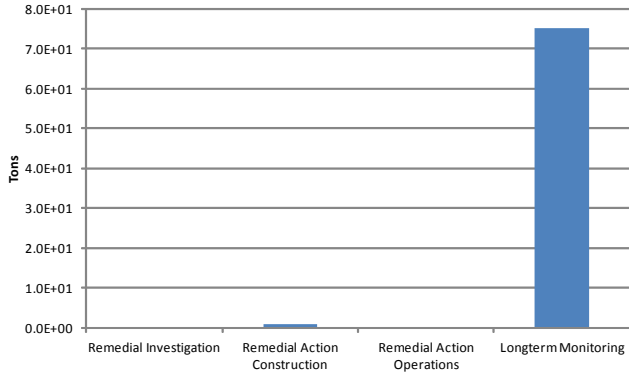 8.0E+01
7.0E+01
6.0E+01
5.0E+01
4.0E+01
3.0E+01
2.0E+01
1.0E+01
0.0E+00
Tons
Remedial Investigation
Remedial Action
Construction
Remedial Action
Operations
Longterm Monitoring